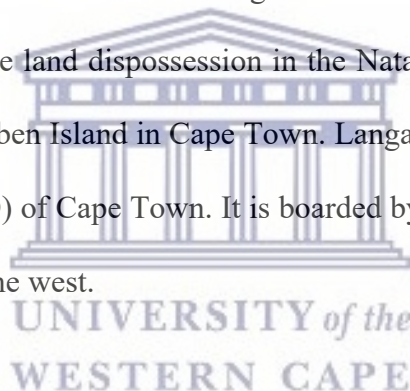 e land dispossession in the Nata
ben Island in Cape Town. Langa
) of Cape Town. It is boarded by
ne west.
UNIVERSITY of the
WESTERN CAPE